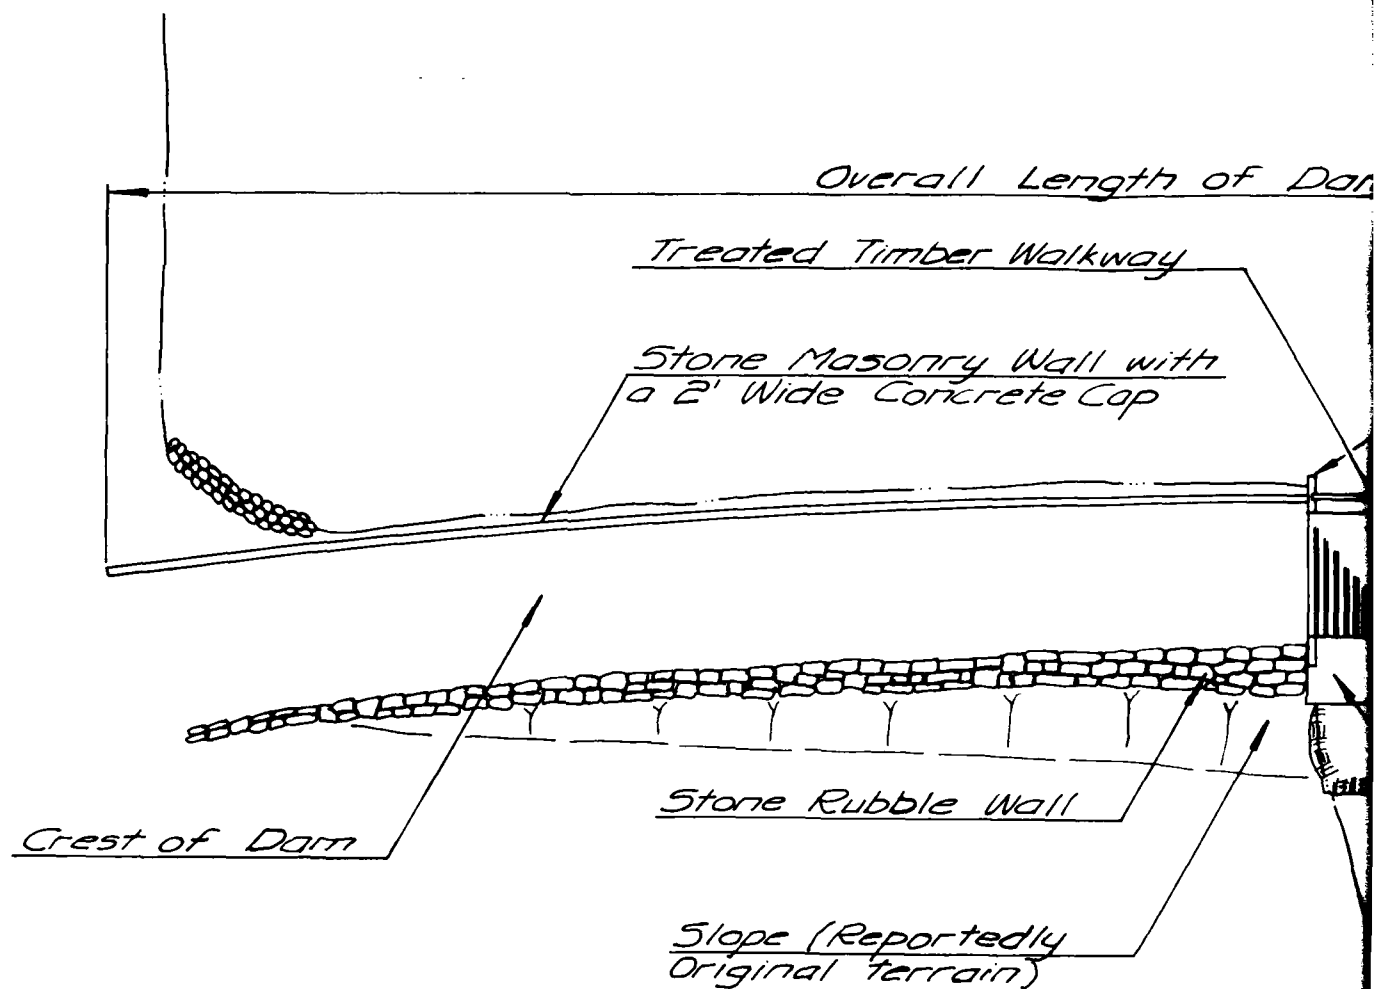 Overall Length of Dam
Treated Timber Walkway
Stone Masonry Wall with
a 2' Wide Concrete Cap
Stone Rubble Wall
Crest of Dam
Slope (Reportedly
Original terrain)